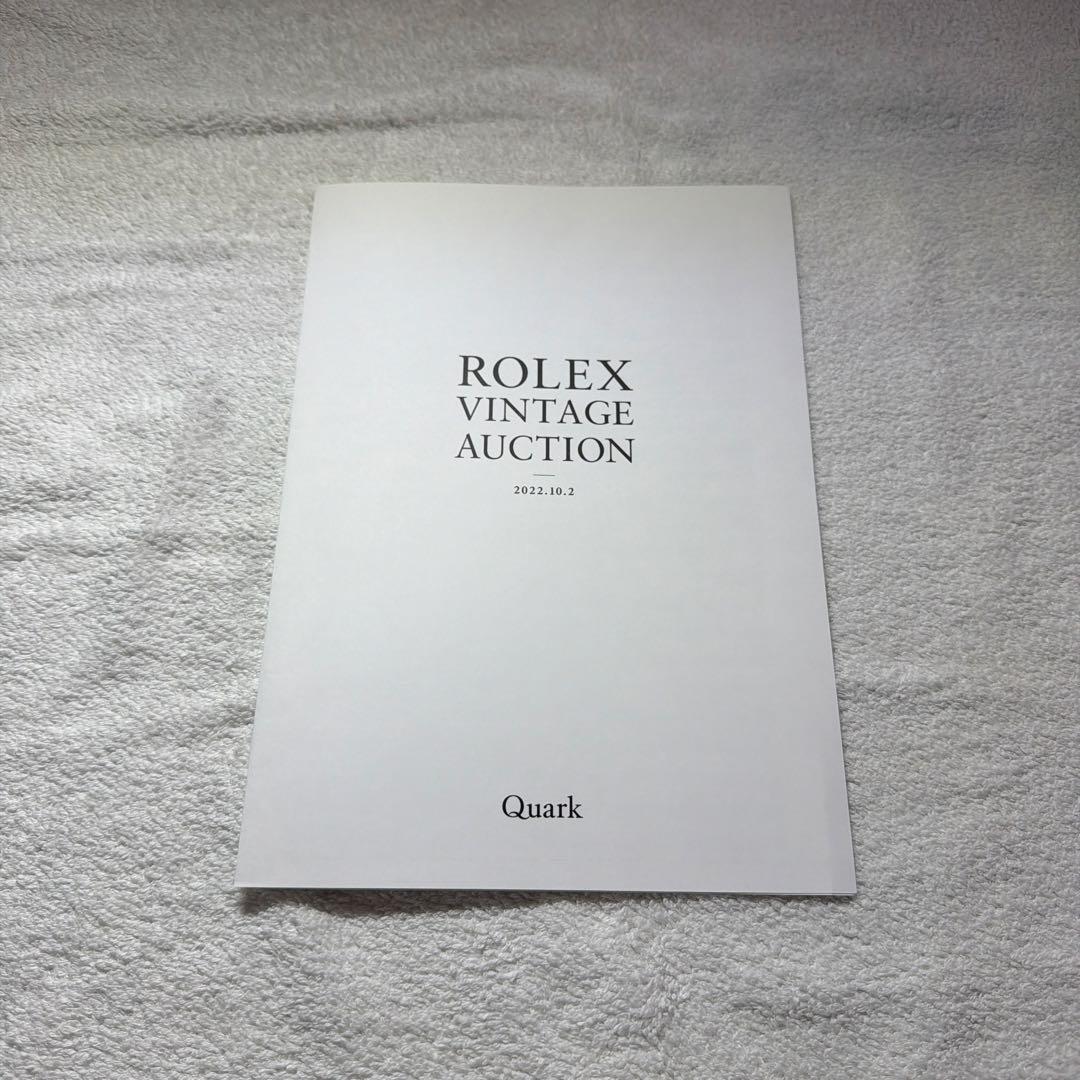 ROLEX
VINTAGE
AUCTION
2022.10.2
Quark